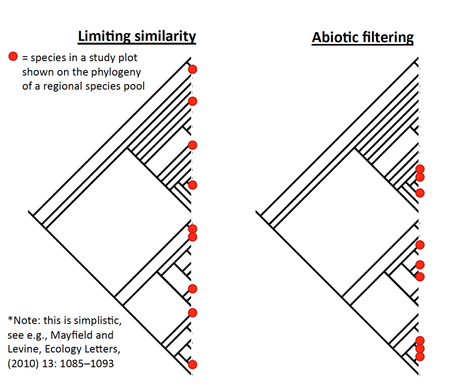 Limiting similarity
Abiotic filtering
= species in a study plot
shown on the phylogeny
of a regional species pool
*Note: this is simplistic,
see e.g., Mayfield and
Levine, Ecology Letters,
(2010) 13: 1085–1093